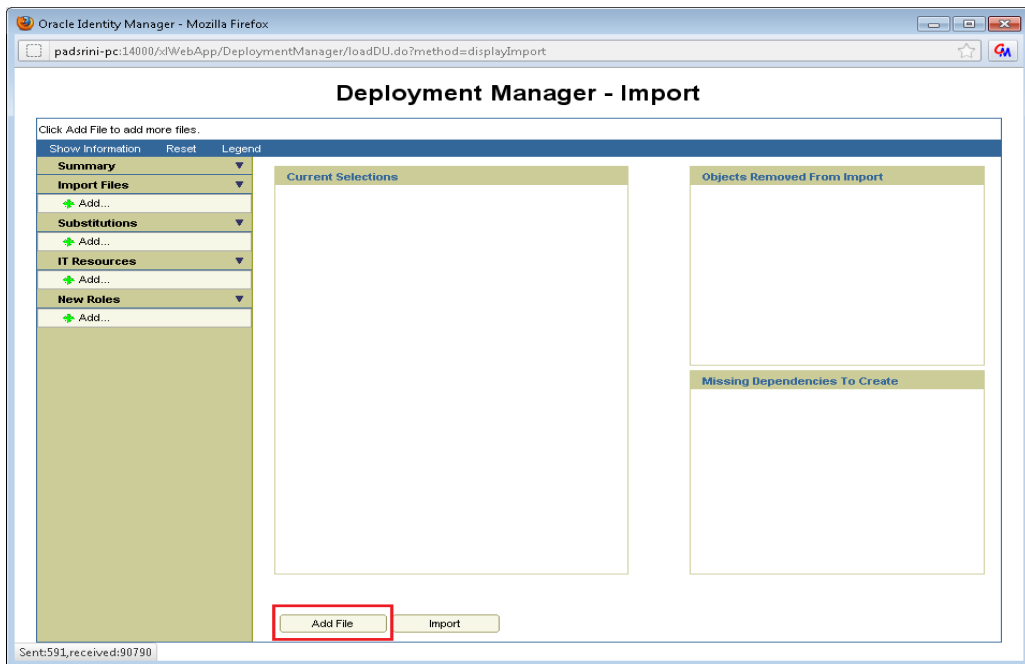 Oracle Identity Manager - Mozilla Firefox
padsrini-pc:14000/xlWebApp/DeploymentManager/loadDU.do?method=displayImport
GM
Deployment Manager - Import
Click Add File to add more files.
Show Information Reset Legend
Summary
Import Files
Add...
Substitutions
Add...
IT Resources
Add...
New Roles
Add...
Current Selections
Objects Removed From Import
Missing Dependencies To Create
Add File
Import
Sent:591,received:90790